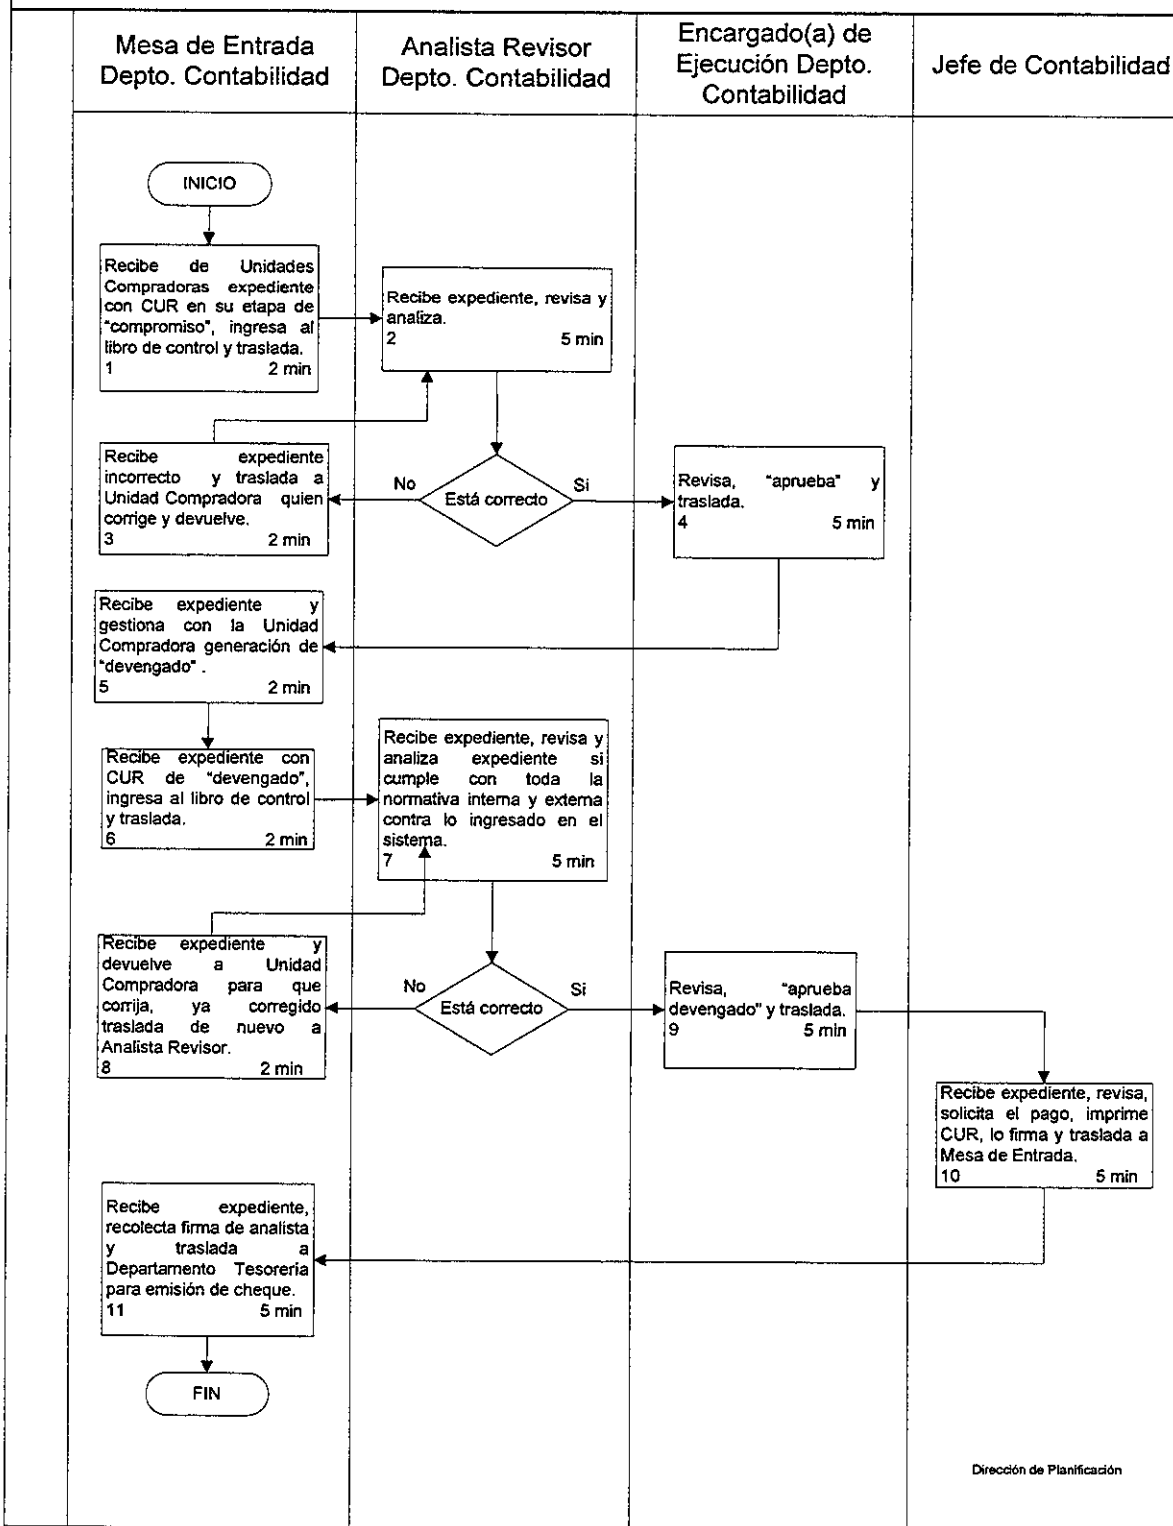 Mesa de Entrada
Depto. Contabilidad
Analista Revisor
Depto. Contabilidad
Encargado(a) de
Ejecución Depto.
Contabilidad
Jefe de Contabilidad
INICIO
Recibe de Unidades
Compradoras expediente
con CUR en su etapa de
"compromiso", ingresa al
libro de control y traslada.
1 2 min
Recibe expediente, revisa y
analiza.
2 5 min
Recibe expediente
incorrecto y traslada a
Unidad Compradora quien
corrige y devuelve.
3 2 min
No
Está correcto
Si
Revisa, "aprueba" y
traslada.
4 5 min
Recibe expediente y
gestiona con la Unidad
Compradora generación de
"devengado" .
5 2 min
Recibe expediente con
CUR de "devengado",
ingresa al libro de control
y traslada.
6 2 min
Recibe expediente, revisa y
analiza expediente si
cumple con toda la
normativa interna y externa
contra lo ingresado en el
sistema.
7 5 min
Recibe expediente y
devuelve a Unidad
Compradora para que
corrija, ya corregido
traslada de nuevo a
Analista Revisor.
8 2 min
No
Está correcto
Si
Revisa, "aprueba
devengado" y traslada.
9 5 min
Recibe expediente, revisa,
solicita el pago, imprime
CUR, lo firma y traslada a
Mesa de Entrada.
10 5 min
Recibe expediente,
recolecta firma de analista
y traslada a
Departamento Tesorería
para emisión de cheque.
11 5 min
FIN
Dirección de Planificación